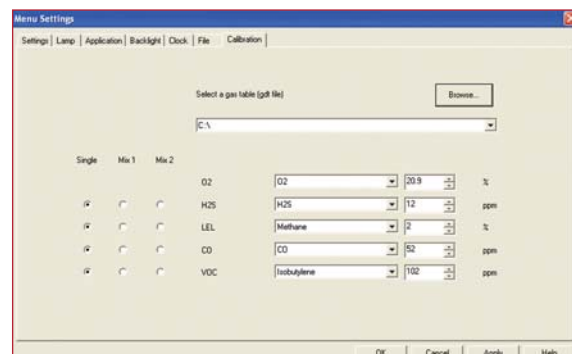 Menu Settings
Settings Lamp Application Backlight Clock File Calibration
Select a gas table (gdt file) Browse...
C:\
Single Mix 1 Mix 2
O2 O2 20.9 %
H2S H2S 12 ppm
LEL Methane 2 %
CO CO 52 ppm
VOC Isobutylene 102 ppm
OK Cancel Apply Help